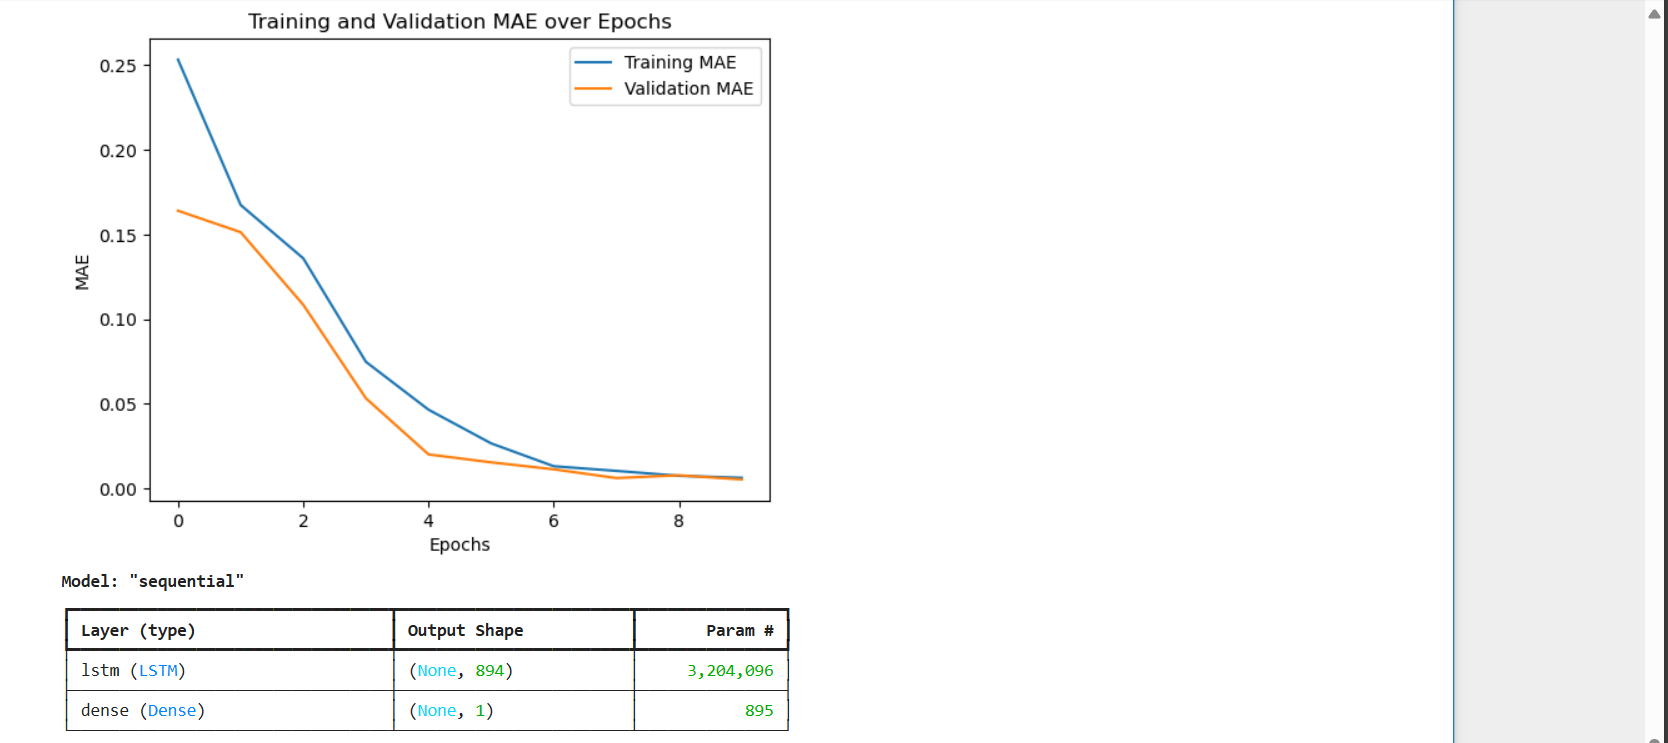 Training and Validation MAE over Epochs
Training MAE
Validation MAE
0.25
0.20
0.15
0.10
0.05
0.00
MAE
0 2 4 6 8
Epochs
Model: "sequential"
Layer (type) Output Shape Param #
lstm (LSTM) (None, 894) 3,204,096
dense (Dense) (None, 1) 895